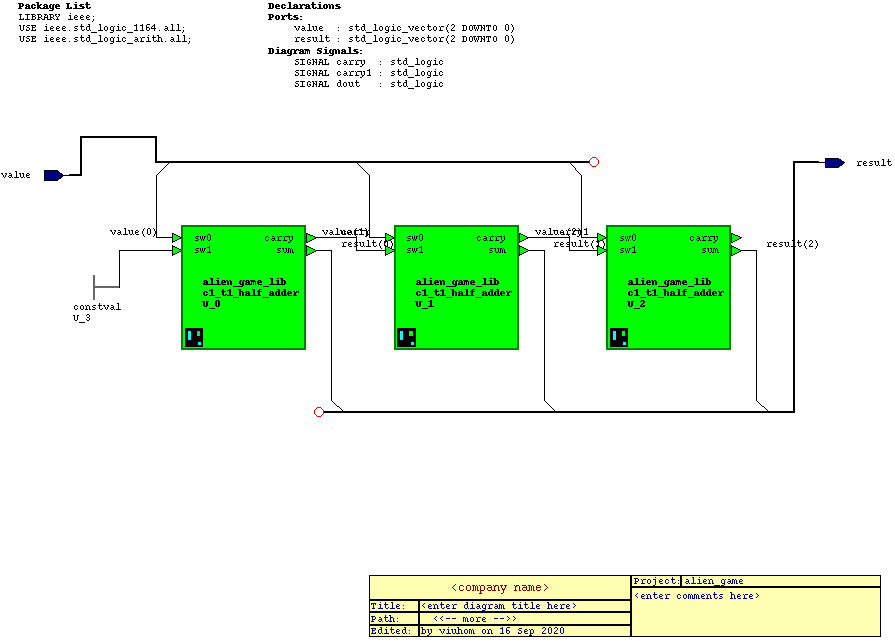 Package List
LIBRARY ieee;
USE ieee.std_logic_1164.all;
USE ieee.std_logic_arith.all;
Declarations
Ports:
value : std_logic_vector(2 DOWNTO 0)
result : std_logic_vector(2 DOWNTO 0)
Diagram Signals:
SIGNAL carry : std_logic
SIGNAL carry1 : std_logic
SIGNAL dout : std_logic
value
result
value(0)
value(1)
result(0)
value(2)
result(1)
result(2)
sw0 carry
sw1 sum
alien_game_lib
c1_t1_half_adder
U_0
sw0 carry
sw1 sum
alien_game_lib
c1_t1_half_adder
U_1
sw0 carry
sw1 sum
alien_game_lib
c1_t1_half_adder
U_2
constval
U_3
<company name>
Title: <enter diagram title here>
Path: <<-- more -->>
Edited: by viuhom on 16 Sep 2020
Project: alien_game
<enter comments here>